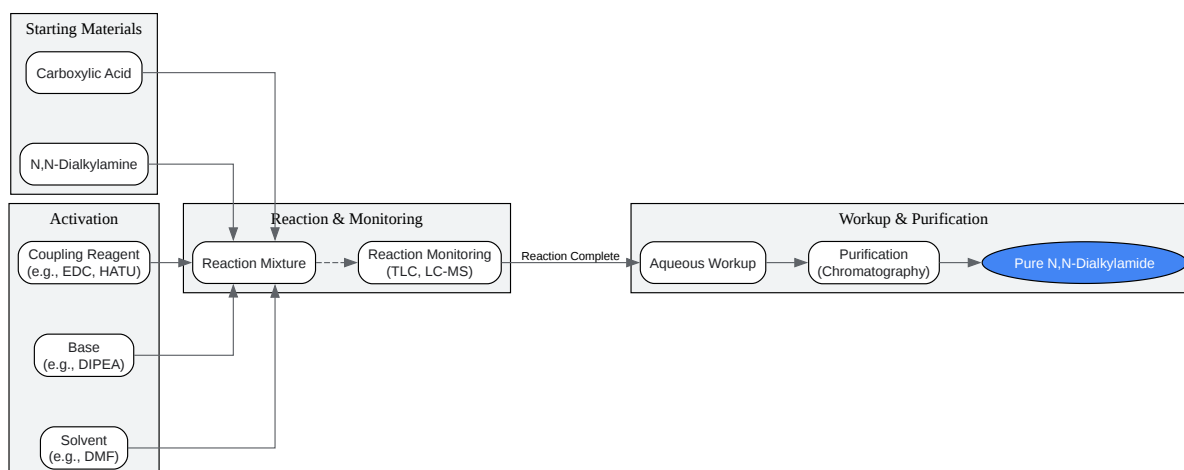 Starting Materials
Carboxylic Acid
N,N-Dialkylamine
Activation
Coupling Reagent
(e.g., EDC, HATU)
Base
(e.g., DIPEA)
Solvent
(e.g., DMF)
Reaction & Monitoring
Reaction Mixture
Reaction Monitoring
(TLC, LC-MS)
Reaction Complete
Workup & Purification
Aqueous Workup
Purification
(Chromatography)
Pure N,N-Dialkylamide